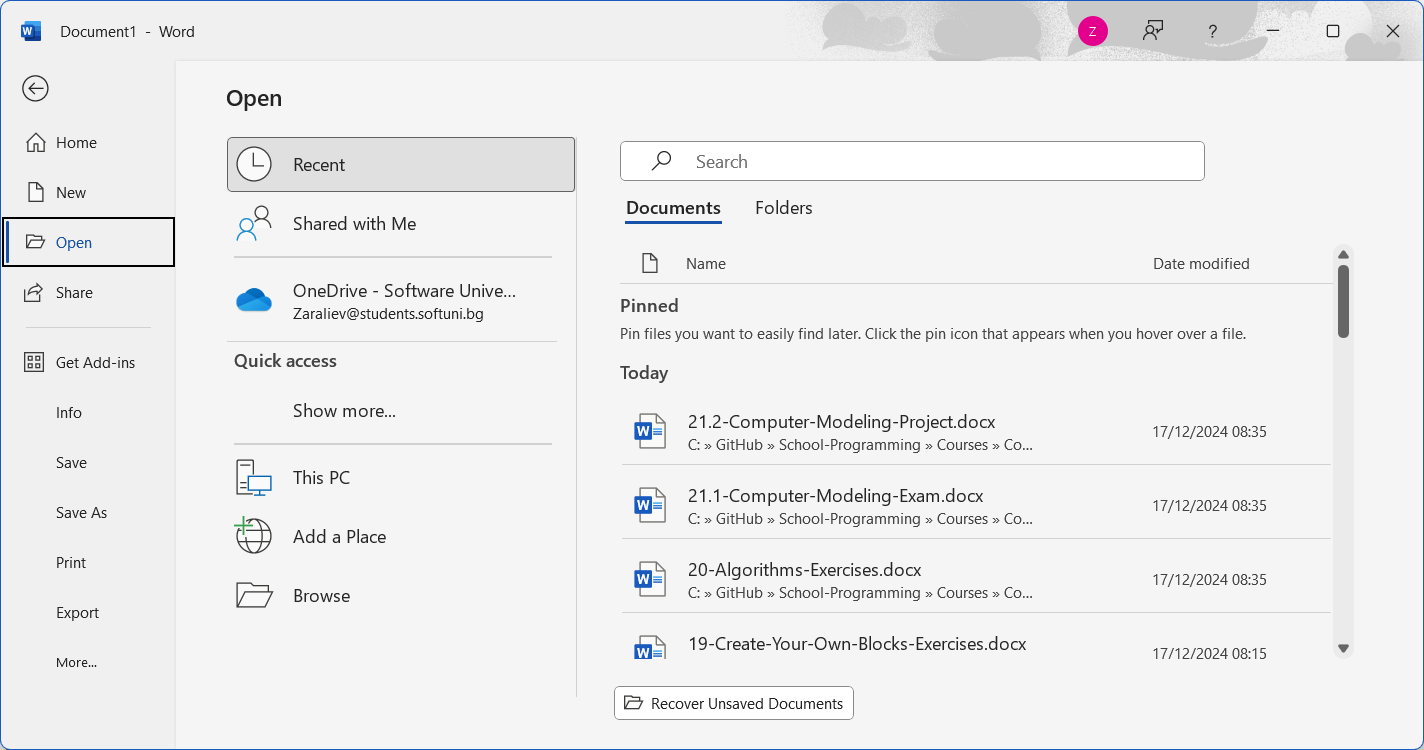 Document1 - Word
Z
?
Home
New
Open
Share
Get Add-ins
Info
Save
Save As
Print
Export
More...
Open
Recent
Shared with Me
OneDrive - Software Unive...
Zaraliev@students.softuni.bg
Quick access
Show more...
This PC
Add a Place
Browse
Search
Documents Folders
Name Date modified
Pinned
Pin files you want to easily find later. Click the pin icon that appears when you hover over a file.
Today
21.2-Computer-Modeling-Project.docx
C: » GitHub » School-Programming » Courses » Co...
17/12/2024 08:35
21.1-Computer-Modeling-Exam.docx
C: » GitHub » School-Programming » Courses » Co...
17/12/2024 08:35
20-Algorithms-Exercises.docx
C: » GitHub » School-Programming » Courses » Co...
17/12/2024 08:35
19-Create-Your-Own-Blocks-Exercises.docx
17/12/2024 08:15
Recover Unsaved Documents